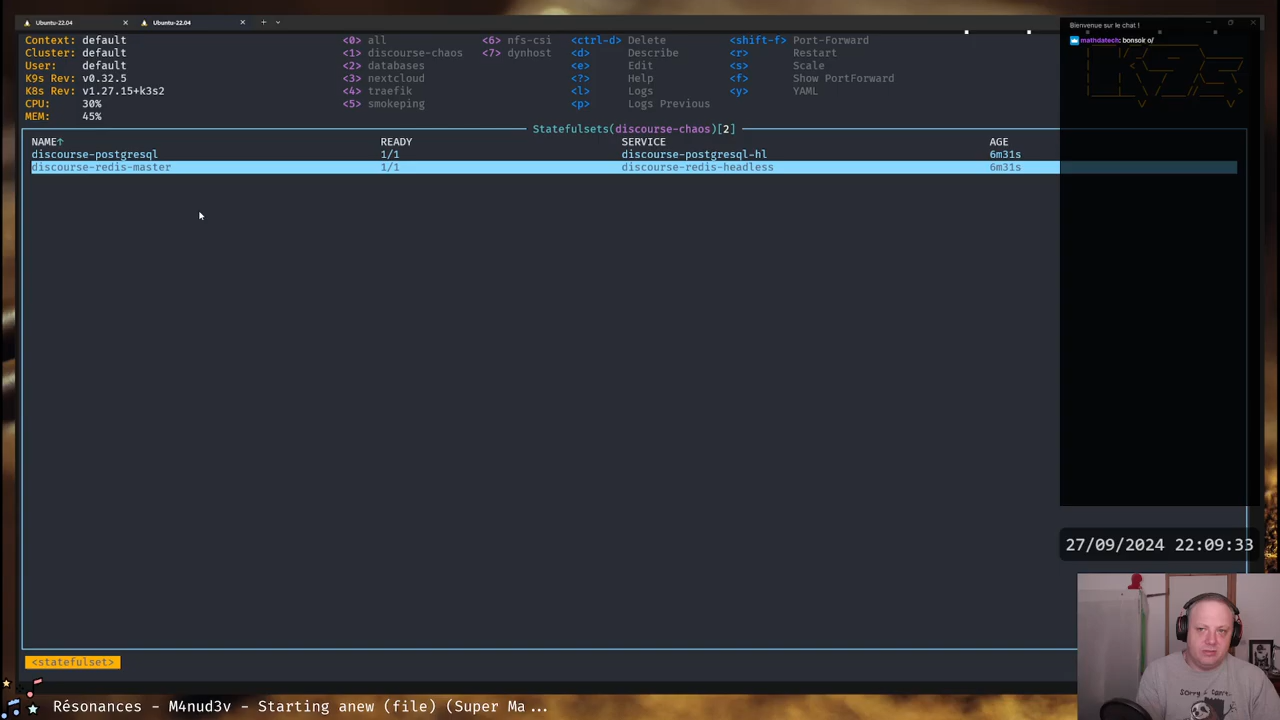 Ubuntu-22.04 × Ubuntu-22.04 × +
Context: default <0> all <6> nfs-csi <ctrl-d> Delete <shift-f> Port-Forward
Cluster: default <1> discourse-chaos <7> dynhost <d> Describe <r> Restart
User: default <2> databases <e> Edit <s> Scale
K9s Rev: v0.32.5 <3> nextcloud <?> Help <f> Show PortForward
K8s Rev: v1.27.15+k3s2 <4> traefik <l> Logs <y> YAML
CPU: 30% <5> smokeping <p> Logs Previous
MEM: 45%
Bienvenue sur le chat !
mathdatech: bonsoir o/
Statefulsets(discourse-chaos)[2]
NAME↑ READY SERVICE AGE
discourse-postgresql 1/1 discourse-postgresql-hl 6m31s
discourse-redis-master 1/1 discourse-redis-headless 6m31s
27/09/2024 22:09:33
<statefulset>
Résonances - M4nud3v - Starting anew (file) (Super Ma...